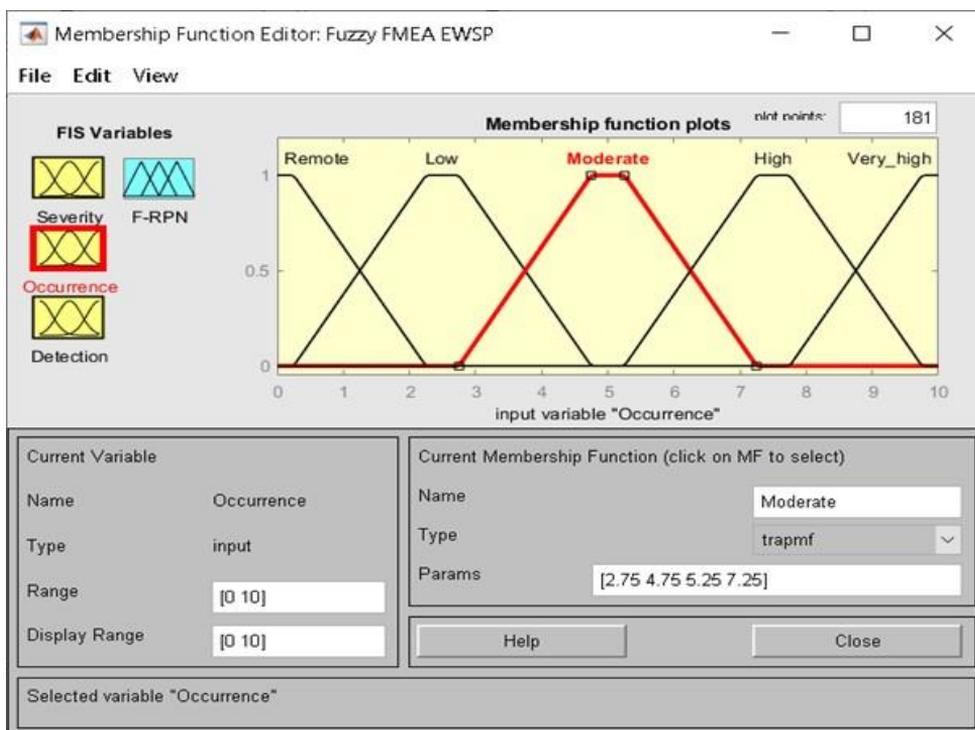 Membership Function Editor: Fuzzy FMEA EWSP
File Edit View
FIS Variables
Severity
F-RPN
Occurrence
Detection
Membership function plots
plot points:
181
Remote
Low
Moderate
High
Very_high
1
0.5
0
0 1 2 3 4 5 6 7 8 9 10
input variable "Occurrence"
Current Variable
Name Occurrence
Type input
Range [0 10]
Display Range [0 10]
Current Membership Function (click on MF to select)
Name Moderate
Type trapmf
Params [2.75 4.75 5.25 7.25]
Help
Close
Selected variable "Occurrence"